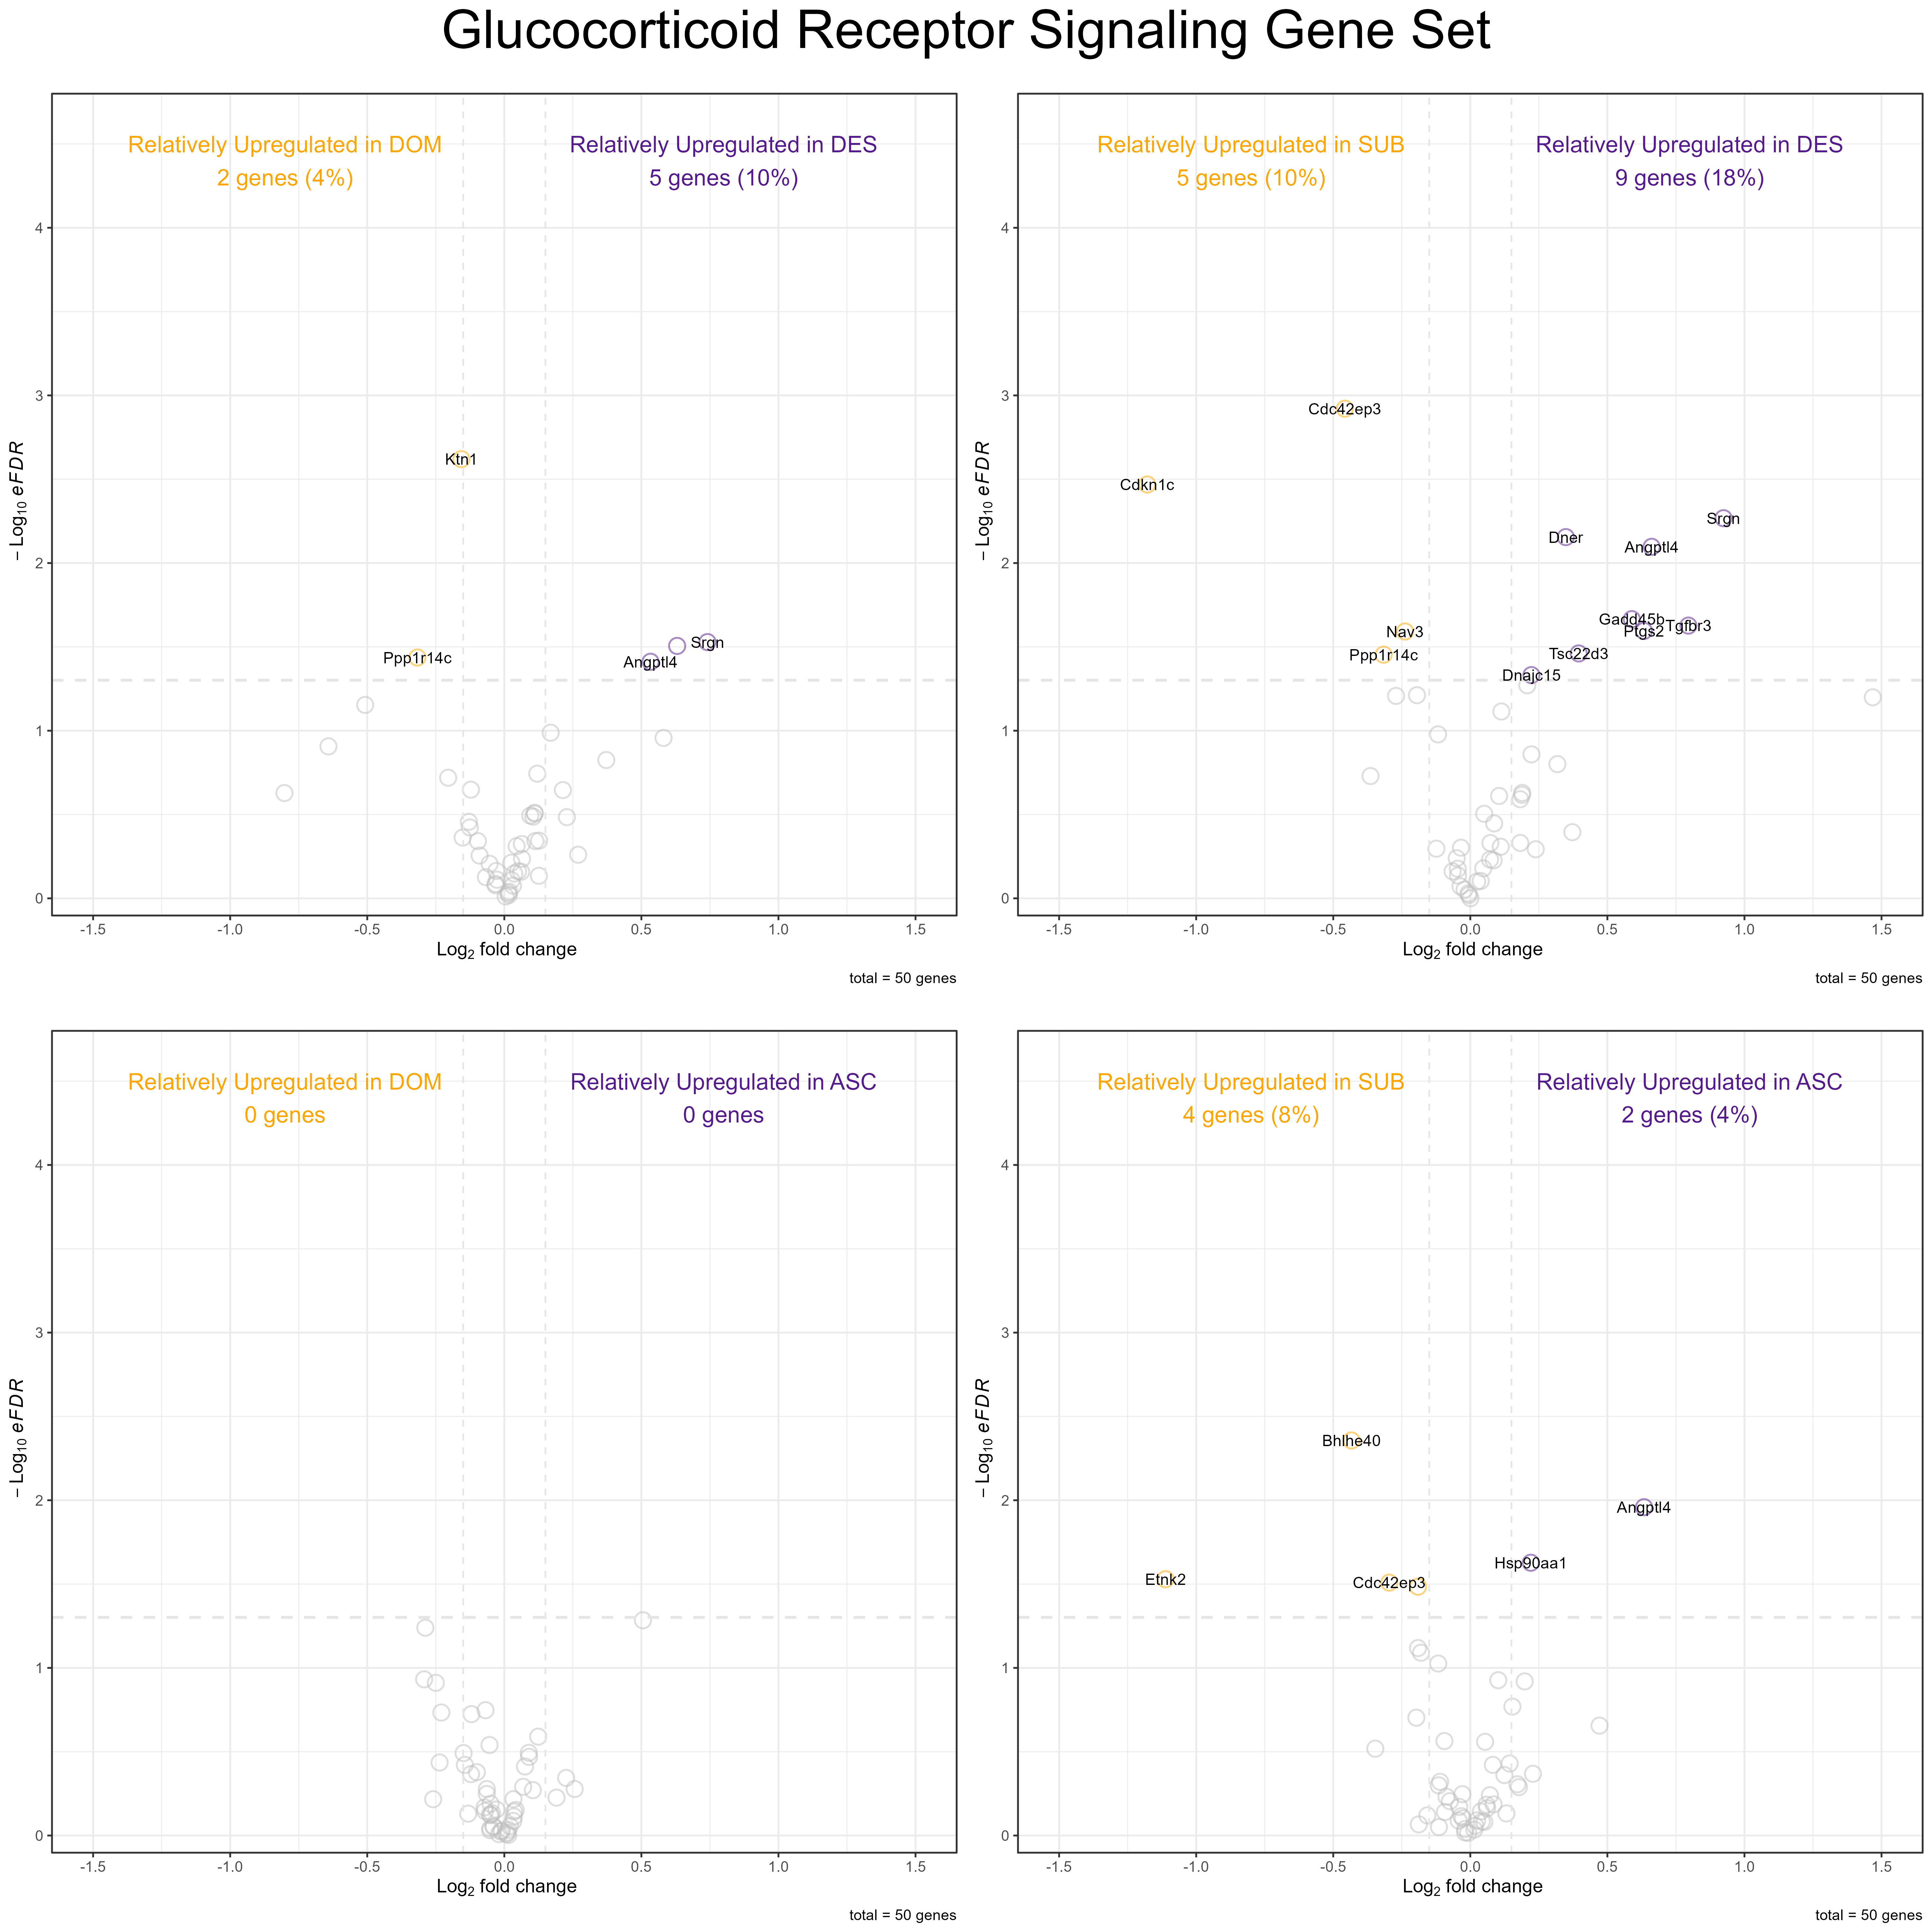 Glucocorticoid Receptor Signaling Gene Set
Relatively Upregulated in DOM
2 genes (4%)
Relatively Upregulated in DES
5 genes (10%)
4
3
2
1
0
− Log10 eFDR
Ktn1
Ppp1r14c
Srgn
Angptl4
-1.5 -1.0 -0.5 0.0 0.5 1.0 1.5
Log2 fold change
total = 50 genes
Relatively Upregulated in SUB
5 genes (10%)
Relatively Upregulated in DES
9 genes (18%)
4
3
2
1
0
− Log10 eFDR
Cdc42ep3
Cdkn1c
Srgn
Dner
Angptl4
Gadd45b
Tgfbr3
Ptgs2
Nav3
Ppp1r14c
Tsc22d3
Dnajc15
-1.5 -1.0 -0.5 0.0 0.5 1.0 1.5
Log2 fold change
total = 50 genes
Relatively Upregulated in DOM
0 genes
Relatively Upregulated in ASC
0 genes
4
3
2
1
0
− Log10 eFDR
-1.5 -1.0 -0.5 0.0 0.5 1.0 1.5
Log2 fold change
total = 50 genes
Relatively Upregulated in SUB
4 genes (8%)
Relatively Upregulated in ASC
2 genes (4%)
4
3
2
1
0
− Log10 eFDR
Bhlhe40
Angptl4
Hsp90aa1
Etnk2
Cdc42ep3
-1.5 -1.0 -0.5 0.0 0.5 1.0 1.5
Log2 fold change
total = 50 genes